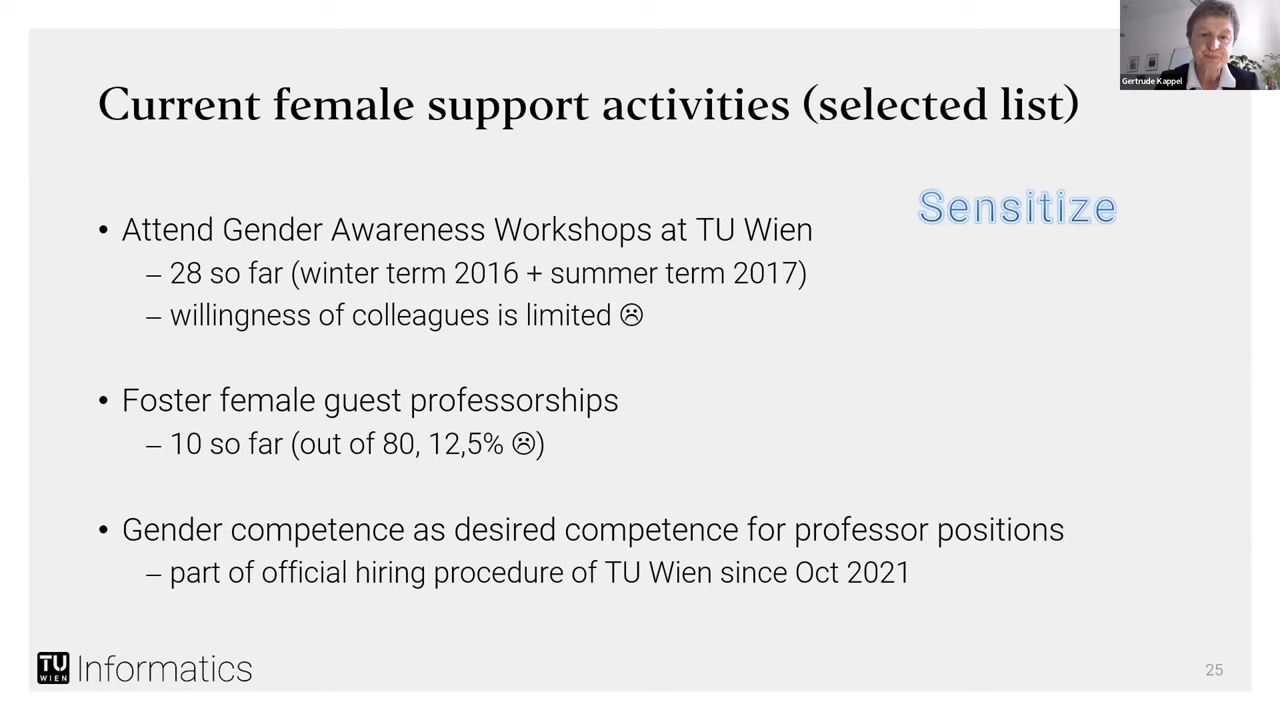 Gertrude Kappel
Current female support activities (selected list)
Sensitize
• Attend Gender Awareness Workshops at TU Wien
– 28 so far (winter term 2016 + summer term 2017)
– willingness of colleagues is limited ☹
• Foster female guest professorships
– 10 so far (out of 80, 12,5% ☹)
• Gender competence as desired competence for professor positions
– part of official hiring procedure of TU Wien since Oct 2021
TU
WIEN
Informatics
25